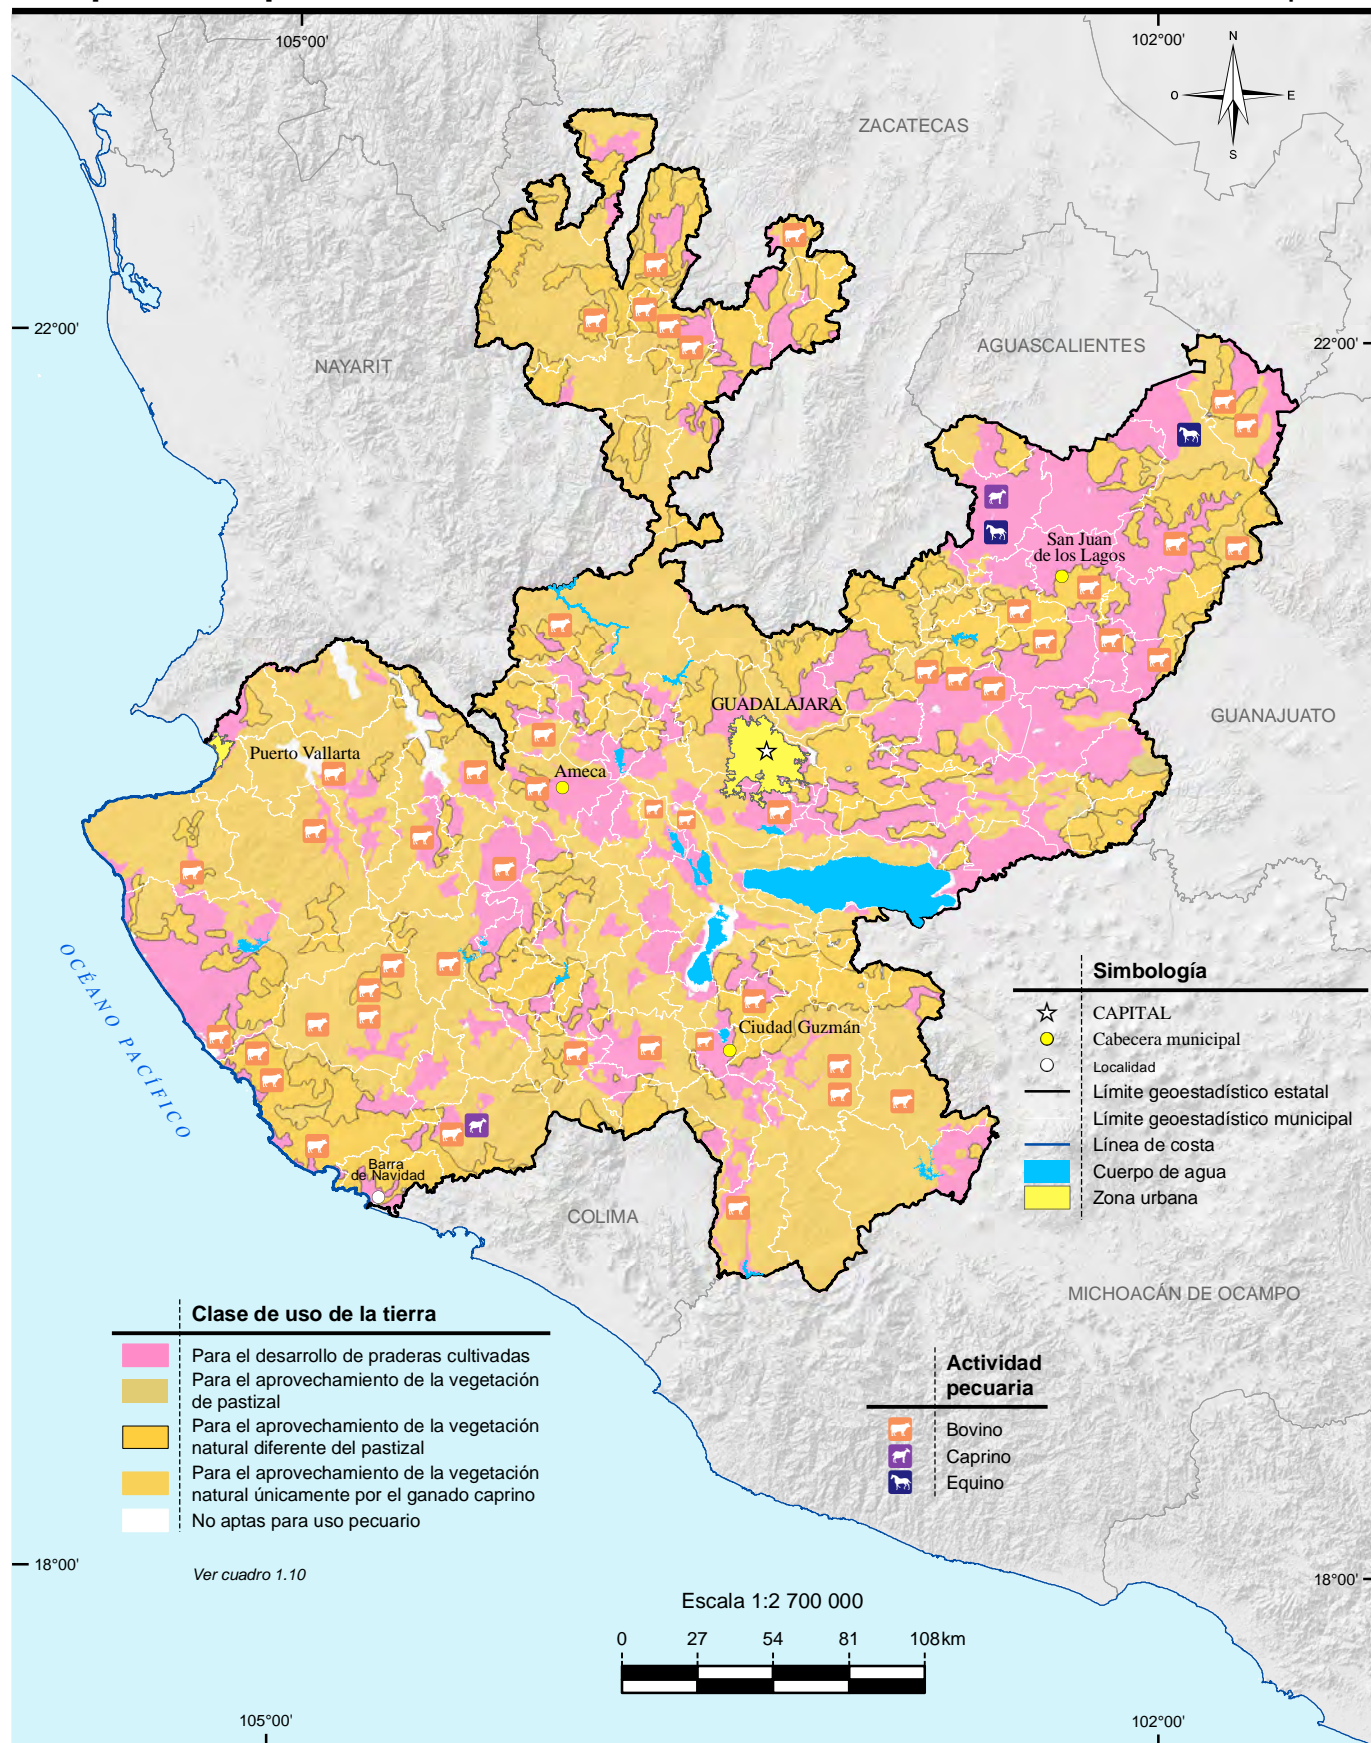 105°00'
102°00'
N
O
E
S
ZACATECAS
22°00'
NAYARIT
AGUASCALIENTES
22°00'
San Juan
de los Lagos
GUADALAJARA
GUANAJUATO
Puerto Vallarta
Ameca
OCÉANO PACÍFICO
Ciudad Guzmán
Barra
de Navidad
COLIMA
MICHOACÁN DE OCAMPO
Simbología
CAPITAL
Cabecera municipal
Localidad
Límite geoestadístico estatal
Límite geoestadístico municipal
Línea de costa
Cuerpo de agua
Zona urbana
Clase de uso de la tierra
Para el desarrollo de praderas cultivadas
Para el aprovechamiento de la vegetación
de pastizal
Para el aprovechamiento de la vegetación
natural diferente del pastizal
Para el aprovechamiento de la vegetación
natural únicamente por el ganado caprino
No aptas para uso pecuario
Ver cuadro 1.10
Actividad
pecuaria
Bovino
Caprino
Equino
18°00'
18°00'
Escala 1:2 700 000
0 27 54 81 108 km
105°00'
102°00'